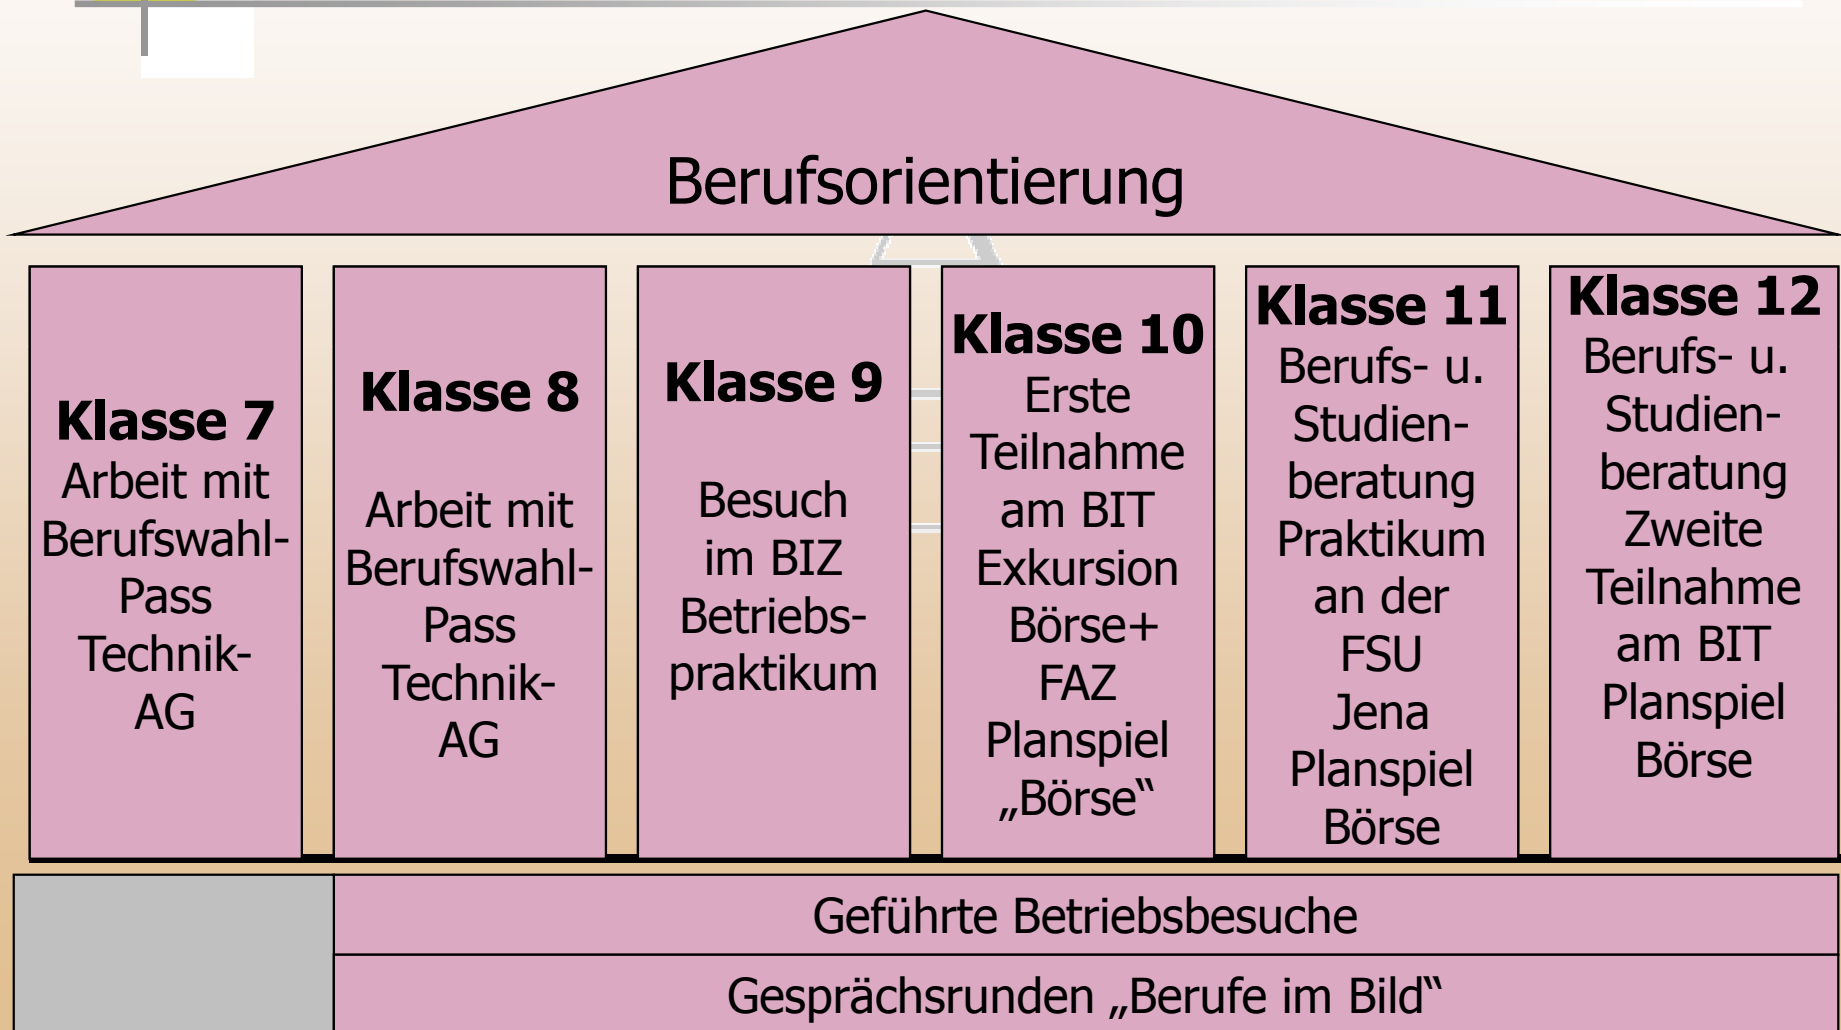 Berufsorientierung
Klasse 7
Arbeit mit
Berufswahl-
Pass
Technik-
AG
Klasse 8
Arbeit mit
Berufswahl-
Pass
Technik-
AG
Klasse 9
Besuch
im BIZ
Betriebs-
praktikum
Klasse 10
Erste
Teilnahme
am BIT
Exkursion
Börse+
FAZ
Planspiel
„Börse“
Klasse 11
Berufs- u.
Studien-
beratung
Praktikum
an der
FSU
Jena
Planspiel
Börse
Klasse 12
Berufs- u.
Studien-
beratung
Zweite
Teilnahme
am BIT
Planspiel
Börse
Geführte Betriebsbesuche
Gesprächsrunden „Berufe im Bild“